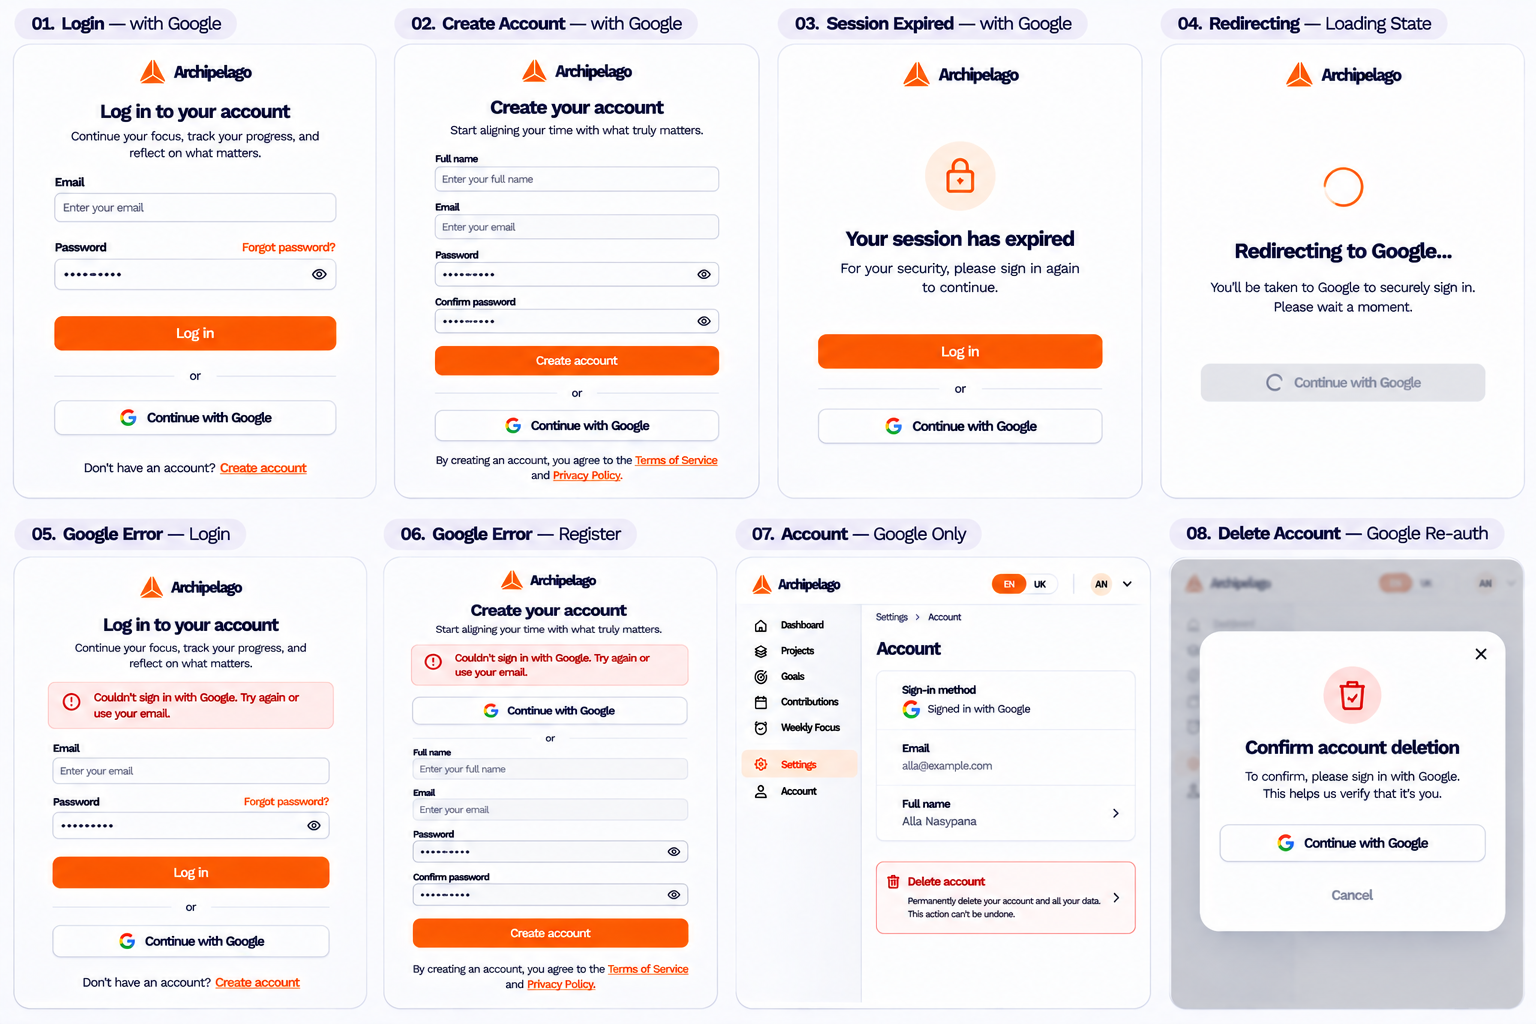 01. Login — with Google
Archipelago
Log in to your account
Continue your focus, track your progress, and
reflect on what matters.
Email
Enter your email
Password
Forgot password?
Log in
or
Continue with Google
Don't have an account? Create account
02. Create Account — with Google
Archipelago
Create your account
Start aligning your time with what truly matters.
Full name
Enter your full name
Email
Enter your email
Password
Confirm password
Create account
or
Continue with Google
By creating an account, you agree to the Terms of Service
and Privacy Policy.
03. Session Expired — with Google
Archipelago
Your session has expired
For your security, please sign in again
to continue.
Log in
or
Continue with Google
04. Redirecting — Loading State
Archipelago
Redirecting to Google...
You'll be taken to Google to securely sign in.
Please wait a moment.
Continue with Google
05. Google Error — Login
Archipelago
Log in to your account
Continue your focus, track your progress, and
reflect on what matters.
Couldn't sign in with Google. Try again or
use your email.
Email
Enter your email
Password
Forgot password?
Log in
or
Continue with Google
Don't have an account? Create account
06. Google Error — Register
Archipelago
Create your account
Start aligning your time with what truly matters.
Couldn't sign in with Google. Try again or
use your email.
Continue with Google
or
Full name
Enter your full name
Email
Enter your email
Password
Confirm password
Create account
By creating an account, you agree to the Terms of Service
and Privacy Policy.
07. Account — Google Only
Archipelago
EN
UK
AN
Dashboard
Projects
Goals
Contributions
Weekly Focus
Settings
Account
Settings > Account
Account
Sign-in method
Signed in with Google
Email
alla@example.com
Full name
Alla Nasypana
Delete account
Permanently delete your account and all your data.
This action can't be undone.
08. Delete Account — Google Re-auth
Archipelago
AN
Confirm account deletion
To confirm, please sign in with Google.
This helps us verify that it's you.
Continue with Google
Cancel